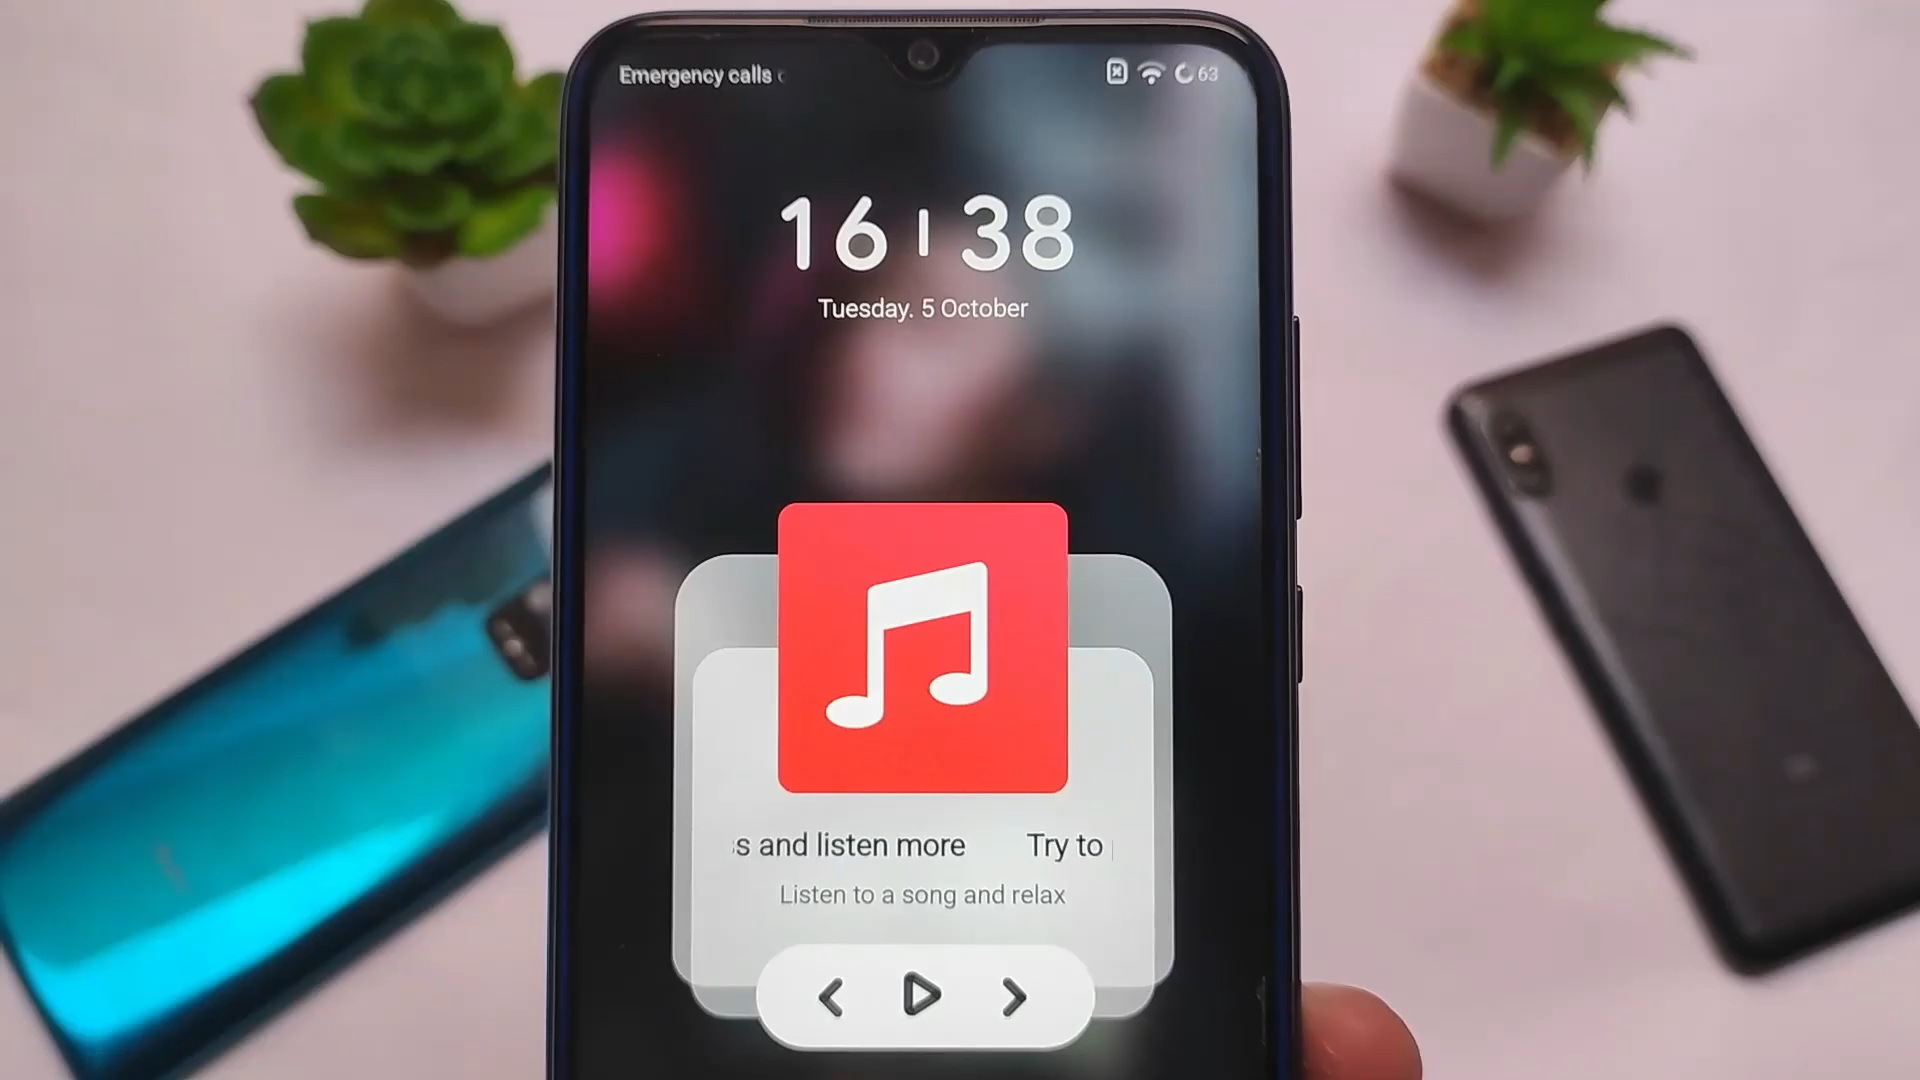 Emergency calls
63
16 38
Tuesday. 5 October
s and listen more Try to
Listen to a song and relax